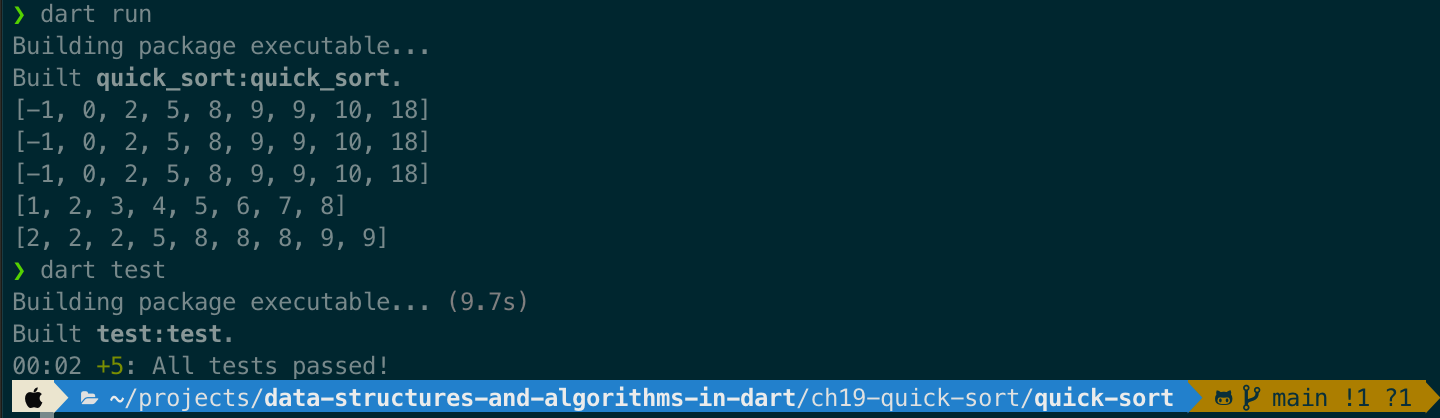 ❯ dart run
Building package executable...
Built quick_sort:quick_sort.
[-1, 0, 2, 5, 8, 9, 9, 10, 18]
[-1, 0, 2, 5, 8, 9, 9, 10, 18]
[-1, 0, 2, 5, 8, 9, 9, 10, 18]
[1, 2, 3, 4, 5, 6, 7, 8]
[2, 2, 2, 5, 8, 8, 8, 9, 9]
❯ dart test
Building package executable... (9.7s)
Built test:test.
00:02 +5: All tests passed!
~/projects/data-structures-and-algorithms-in-dart/ch19-quick-sort/quick-sort main !1 ?1